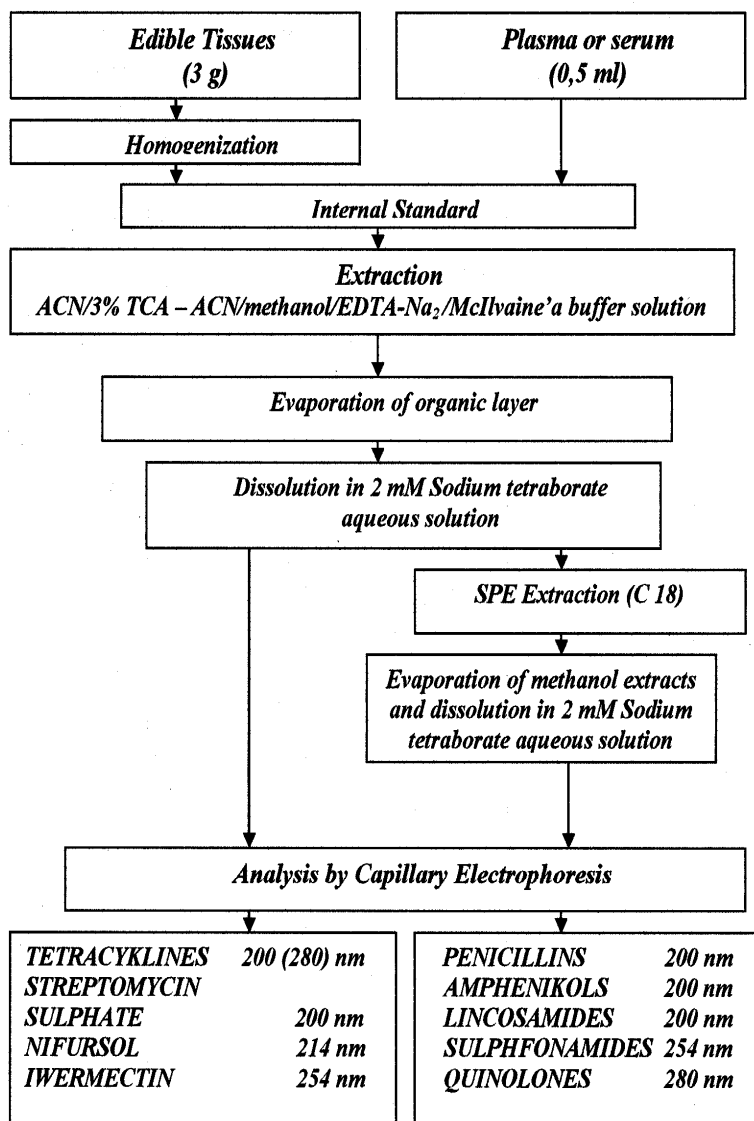 Edible Tissues
(3 g)
Plasma or serum
(0,5 ml)
Homogenization
Internal Standard
Extraction
ACN/3% TCA – ACN/methanol/EDTA-Na₂/McIlvaine'a buffer solution
Evaporation of organic layer
Dissolution in 2 mM Sodium tetraborate
aqueous solution
SPE Extraction (C 18)
Evaporation of methanol extracts
and dissolution in 2 mM Sodium
tetraborate aqueous solution
Analysis by Capillary Electrophoresis
TETRACYKLINES 200 (280) nm
STREPTOMYCIN
SULPHATE 200 nm
NIFURSOL 214 nm
IWERMECTIN 254 nm
PENICILLINS 200 nm
AMPHENIKOLS 200 nm
LINCOSAMIDES 200 nm
SULPHFONAMIDES 254 nm
QUINOLONES 280 nm